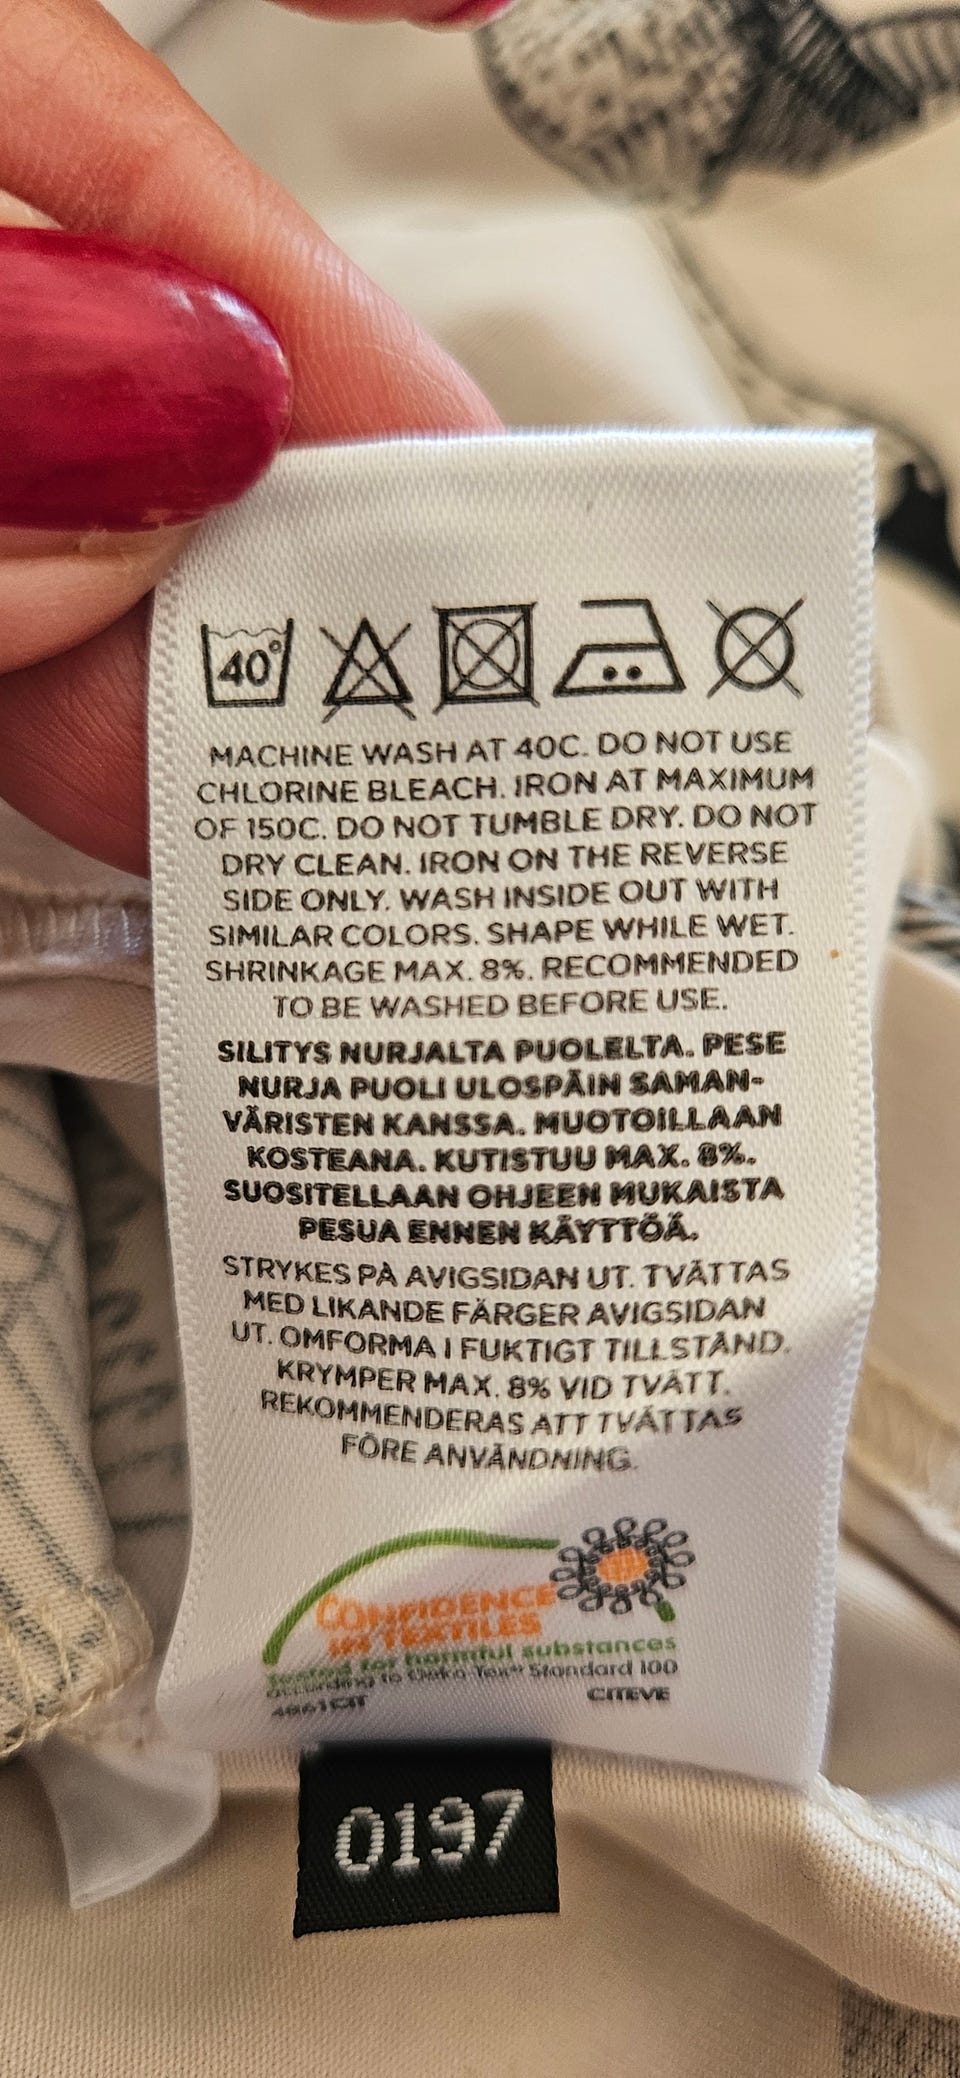 40°
MACHINE WASH AT 40C. DO NOT USE
CHLORINE BLEACH. IRON AT MAXIMUM
OF 150C. DO NOT TUMBLE DRY. DO NOT
DRY CLEAN. IRON ON THE REVERSE
SIDE ONLY. WASH INSIDE OUT WITH
SIMILAR COLORS. SHAPE WHILE WET.
SHRINKAGE MAX. 8%. RECOMMENDED
TO BE WASHED BEFORE USE.
SILITYS NURJALTA PUOLELTA. PESE
NURJA PUOLI ULOSPÄIN SAMAN-
VÄRISTEN KANSSA. MUOTOILLAAN
KOSTEANA. KUTISTUU MAX. 8%.
SUOSITELLAAN OHJEEN MUKAISTA
PESUA ENNEN KÄYTTÖÄ.
STRYKES PÅ AVIGSIDAN UT. TVÄTTAS
MED LIKANDE FÄRGER AVIGSIDAN
UT. OMFORMA I FUKTIGT TILLSTÅND.
KRYMPER MAX. 8% VID TVÄTT.
REKOMMENDERAS ATT TVÄTTAS
FÖRE ANVÄNDNING.
CONFIDENCE
IN TEXTILES
Tested for harmful substances
according to Oeko-Tex® Standard 100
CITEVE
0197